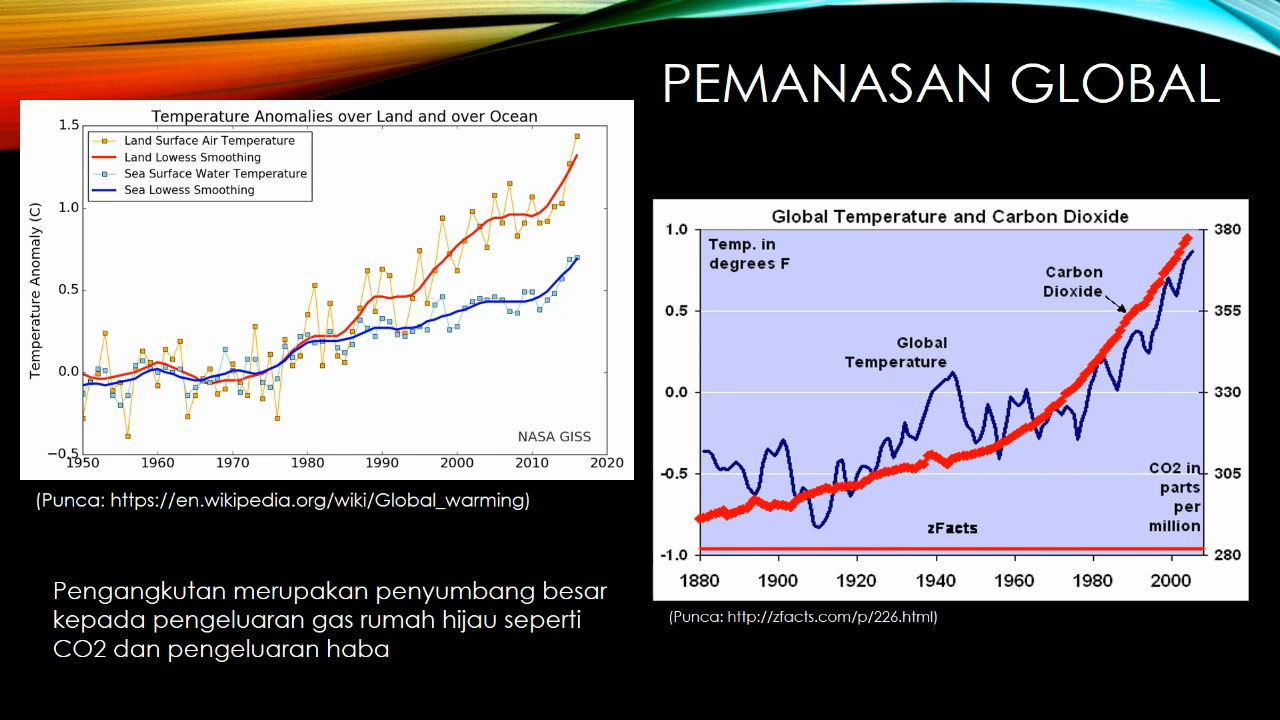 PEMANASAN GLOBAL
Temperature Anomalies over Land and over Ocean
Land Surface Air Temperature
Land Lowess Smoothing
Sea Surface Water Temperature
Sea Lowess Smoothing
Temperature Anomaly (C)
1.5
1.0
0.5
0.0
−0.5
NASA GISS
1950 1960 1970 1980 1990 2000 2010 2020
(Punca: https://en.wikipedia.org/wiki/Global_warming)
Pengangkutan merupakan penyumbang besar
kepada pengeluaran gas rumah hijau seperti
CO2 dan pengeluaran haba
Global Temperature and Carbon Dioxide
1.0
0.5
0.0
-0.5
-1.0
Temp. in
degrees F
Carbon
Dioxide
Global
Temperature
CO2 in
parts
per
million
zFacts
380
355
330
305
280
1880 1900 1920 1940 1960 1980 2000
(Punca: http://zfacts.com/p/226.html)